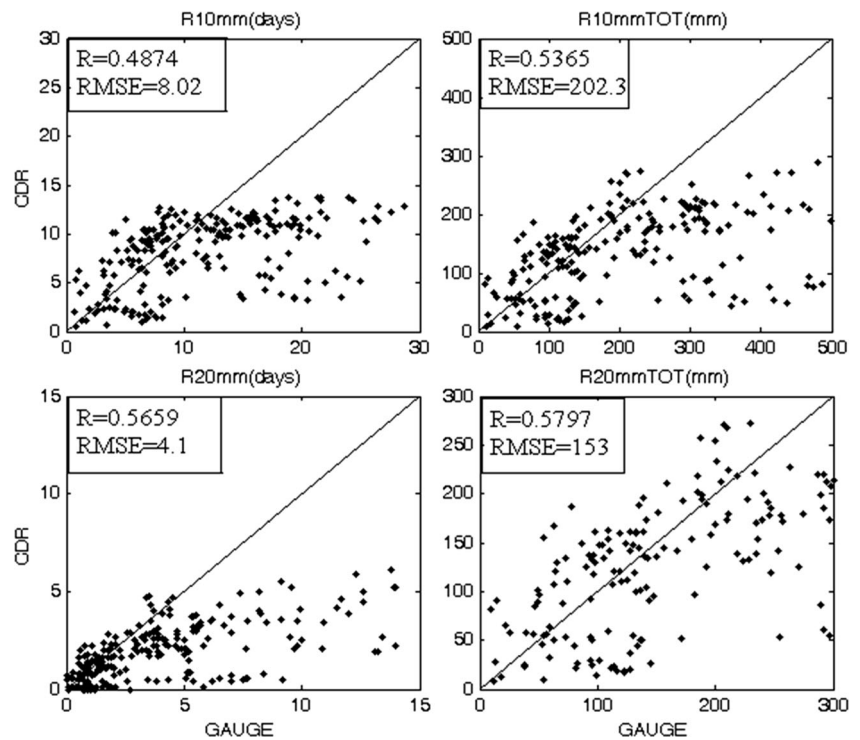 R10mm(days)
30
25
20
15
10
5
0
R=0.4874
RMSE=8.02
CDR
0 10 20 30
R10mmTOT(mm)
500
400
300
200
100
0
R=0.5365
RMSE=202.3
0 100 200 300 400 500
R20mm(days)
15
10
5
0
R=0.5659
RMSE=4.1
CDR
0 5 10 15
GAUGE
R20mmTOT(mm)
300
250
200
150
100
50
0
R=0.5797
RMSE=153
0 100 200 300
GAUGE